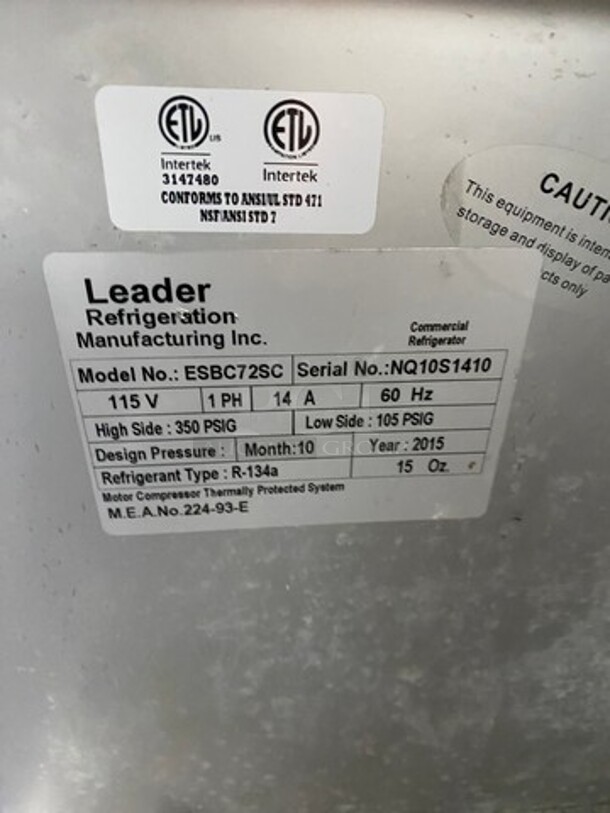 ETL US ETL
Intertek Intertek
3147480
CONFORMS TO ANSI/UL STD 471
NSF/ANSI STD 7
CAUTI
This equipment is inten
storage and display of pa
cts only
Leader
Refrigeration
Manufacturing Inc.
Commercial
Refrigerator
Model No.: ESBC72SC Serial No.:NQ10S1410
115 V 1 PH 14 A 60 Hz
High Side : 350 PSIG Low Side : 105 PSIG
Design Pressure : Month:10 Year : 2015
Refrigerant Type : R-134a 15 Oz.
Motor Compressor Thermally Protected System
M.E.A.No.224-93-E